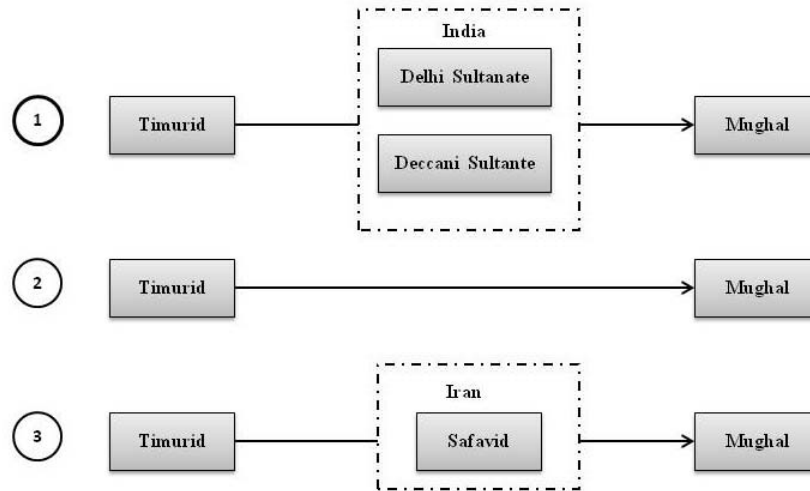 India
Delhi Sultanate
1
Timurid
Mughal
Deccani Sultante
2
Timurid
Mughal
Iran
3
Timurid
Safavid
Mughal